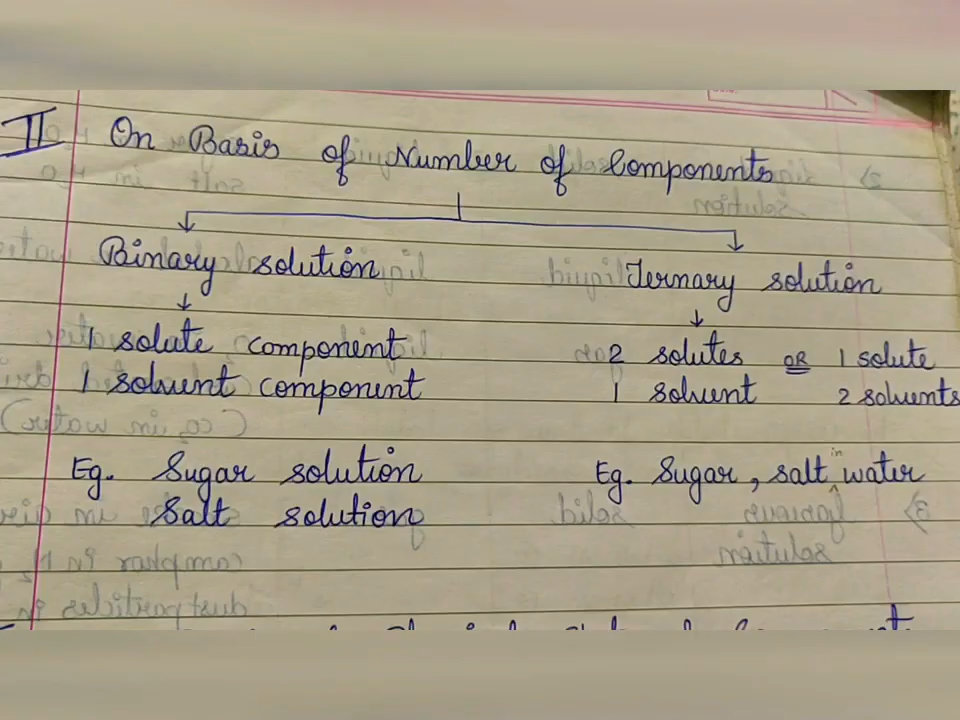 II On Basis of Number of Components
Binary solution
Ternary solution
1 solute component
1 solvent component
2 solutes OR 1 solute
1 solvent 2 solvents
Eg. Sugar solution
Salt solution
Eg. Sugar, salt in water